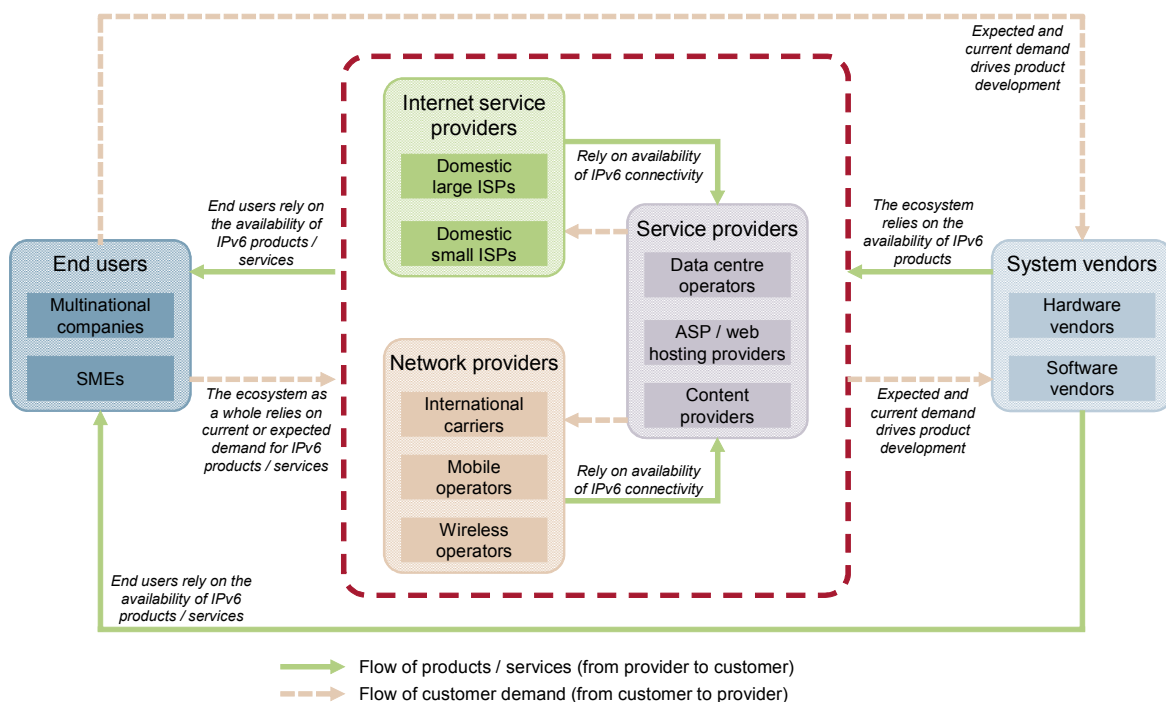 Expected and
current demand
drives product
development
Internet service
providers
Domestic
large ISPs
Domestic
small ISPs
Rely on availability
of IPv6 connectivity
End users rely on
the availability of
IPv6 products /
services
The ecosystem
relies on the
availability of IPv6
products
End users
Multinational
companies
SMEs
Service providers
Data centre
operators
ASP / web
hosting providers
Content
providers
System vendors
Hardware
vendors
Software
vendors
Network providers
International
carriers
Mobile
operators
Wireless
operators
The ecosystem as
a whole relies on
current or expected
demand for IPv6
products / services
Rely on availability
of IPv6 connectivity
Expected and
current demand
drives product
development
End users rely on the
availability of IPv6
products / services
Flow of products / services (from provider to customer)
Flow of customer demand (from customer to provider)